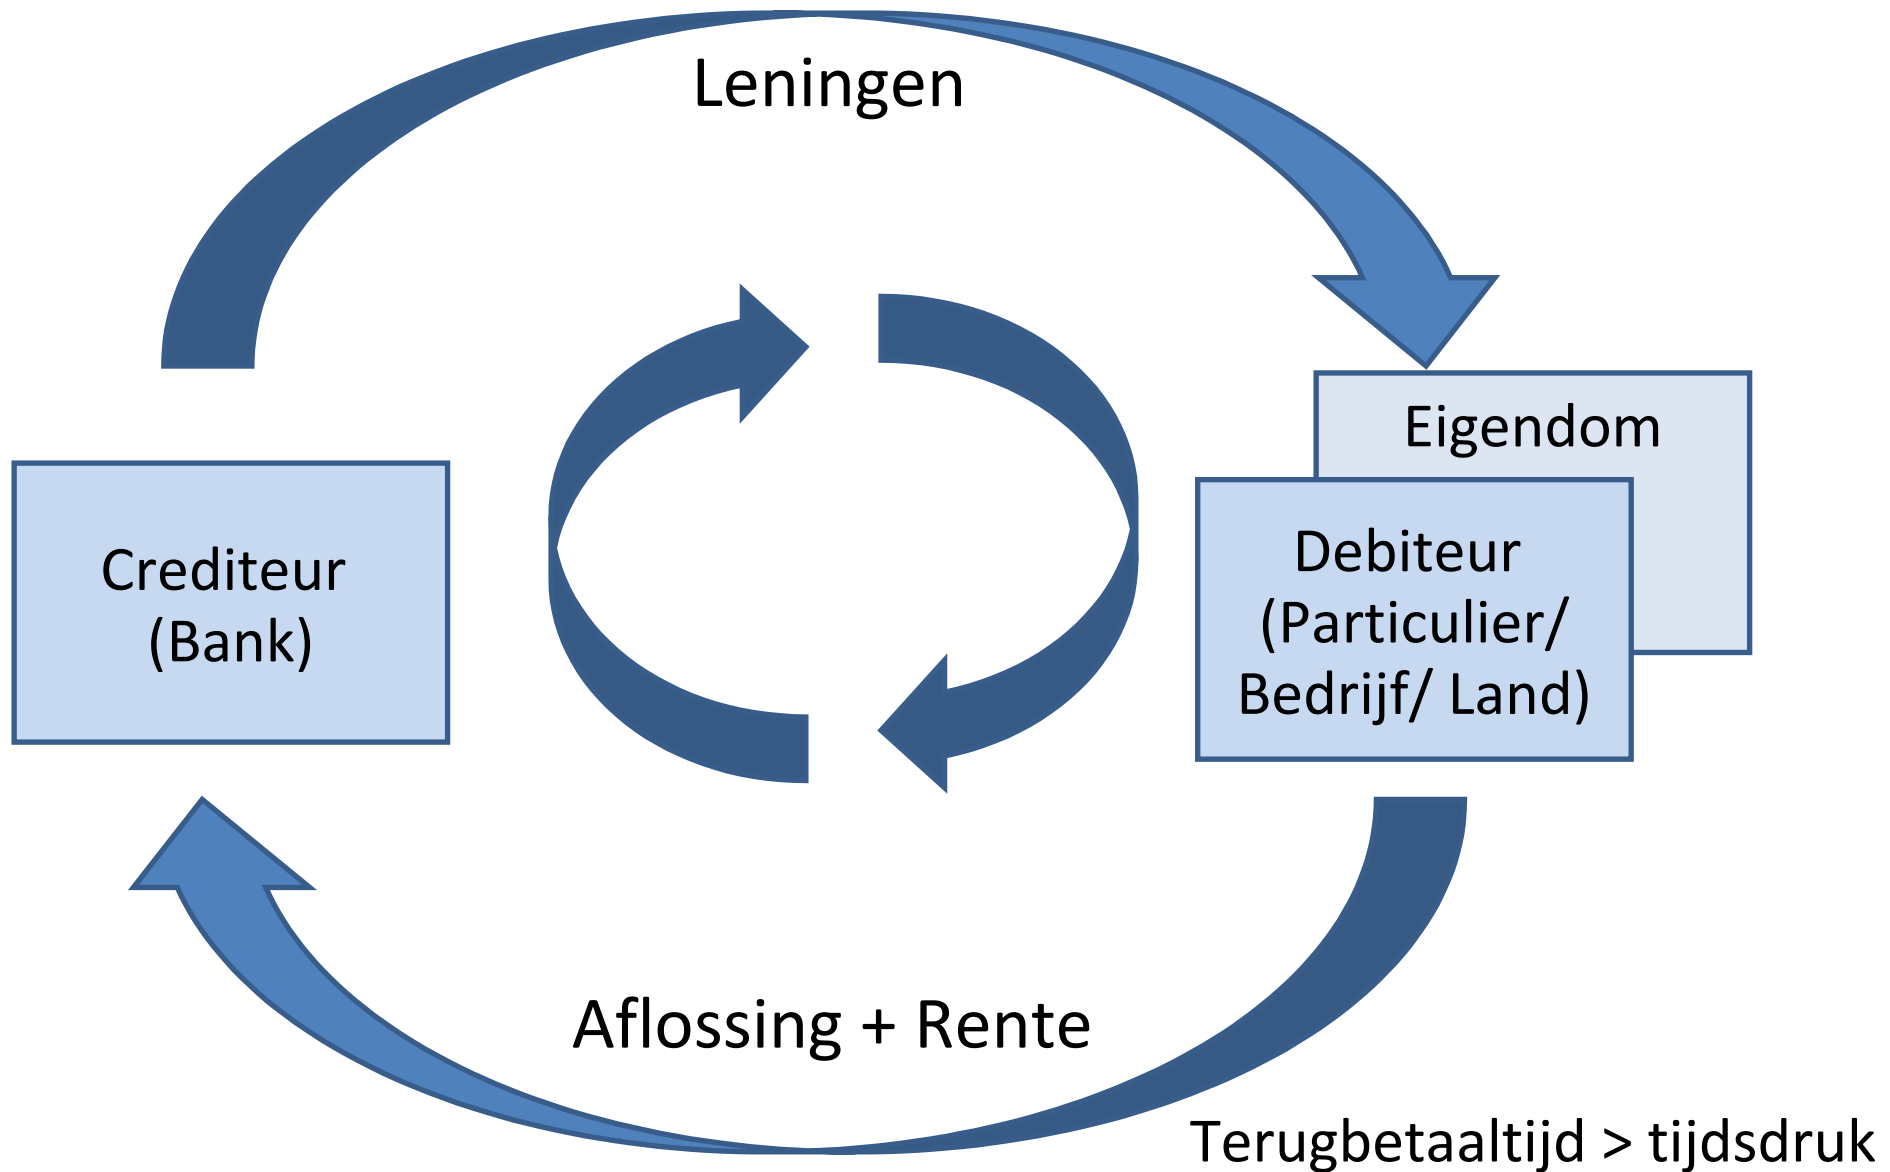 Leningen
Eigendom
Crediteur
(Bank)
Debiteur
(Particulier/
Bedrijf/ Land)
Aflossing + Rente
Terugbetaaltijd > tijdsdruk